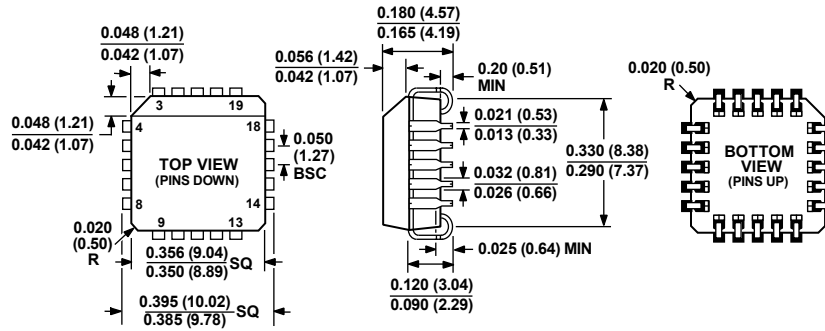 0.048 (1.21)
0.042 (1.07)
0.048 (1.21)
0.042 (1.07)
3
19
4
18
TOP VIEW
(PINS DOWN)
8
14
9
13
0.050
(1.27)
BSC
0.020
(0.50)
R
0.356 (9.04)
0.350 (8.89)
SQ
0.395 (10.02)
0.385 (9.78)
SQ
0.180 (4.57)
0.165 (4.19)
0.056 (1.42)
0.042 (1.07)
0.20 (0.51)
MIN
0.021 (0.53)
0.013 (0.33)
0.032 (0.81)
0.026 (0.66)
0.330 (8.38)
0.290 (7.37)
0.025 (0.64) MIN
0.120 (3.04)
0.090 (2.29)
0.020 (0.50)
R
BOTTOM
VIEW
(PINS UP)